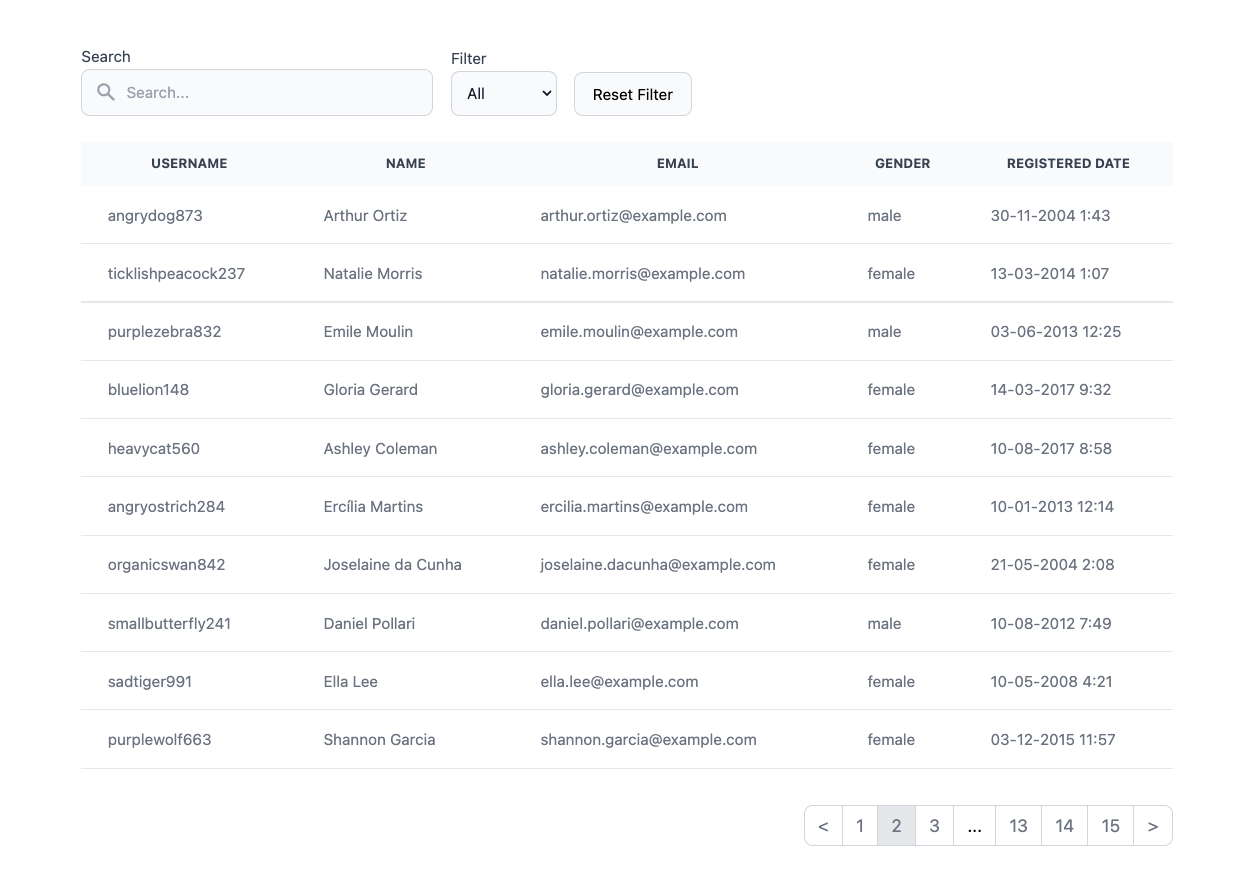 Search
Filter
Search...
All
Reset Filter
USERNAME NAME EMAIL GENDER REGISTERED DATE
angrydog873 Arthur Ortiz arthur.ortiz@example.com male 30-11-2004 1:43
ticklishpeacock237 Natalie Morris natalie.morris@example.com female 13-03-2014 1:07
purplezebra832 Emile Moulin emile.moulin@example.com male 03-06-2013 12:25
bluelion148 Gloria Gerard gloria.gerard@example.com female 14-03-2017 9:32
heavycat560 Ashley Coleman ashley.coleman@example.com female 10-08-2017 8:58
angryostrich284 Ercília Martins ercilia.martins@example.com female 10-01-2013 12:14
organicswan842 Joselaine da Cunha joselaine.dacunha@example.com female 21-05-2004 2:08
smallbutterfly241 Daniel Pollari daniel.pollari@example.com male 10-08-2012 7:49
sadtiger991 Ella Lee ella.lee@example.com female 10-05-2008 4:21
purplewolf663 Shannon Garcia shannon.garcia@example.com female 03-12-2015 11:57
< 1 2 3 ... 13 14 15 >